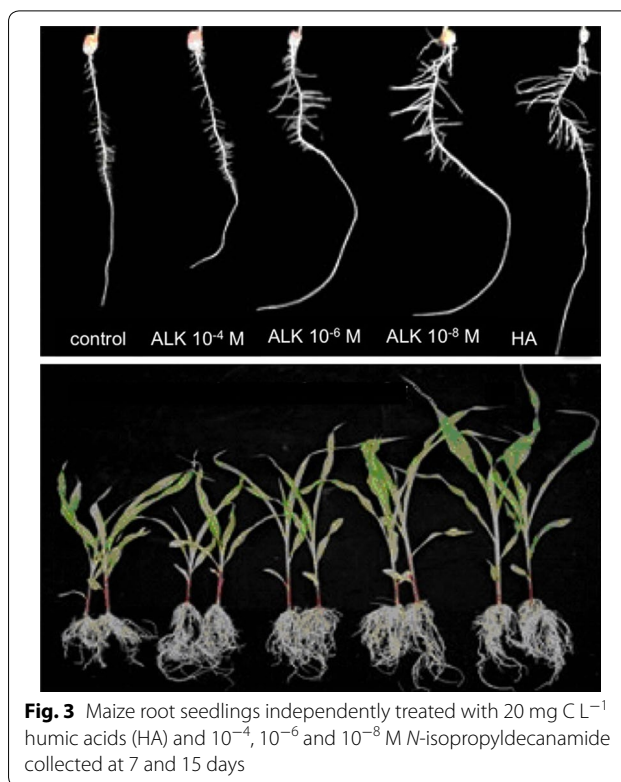 control ALK 10⁻⁴ M ALK 10⁻⁶ M ALK 10⁻⁸ M HA
Fig. 3 Maize root seedlings independently treated with 20 mg C L⁻¹
humic acids (HA) and 10⁻⁴, 10⁻⁶ and 10⁻⁸ M N-isopropyldecanamide
collected at 7 and 15 days